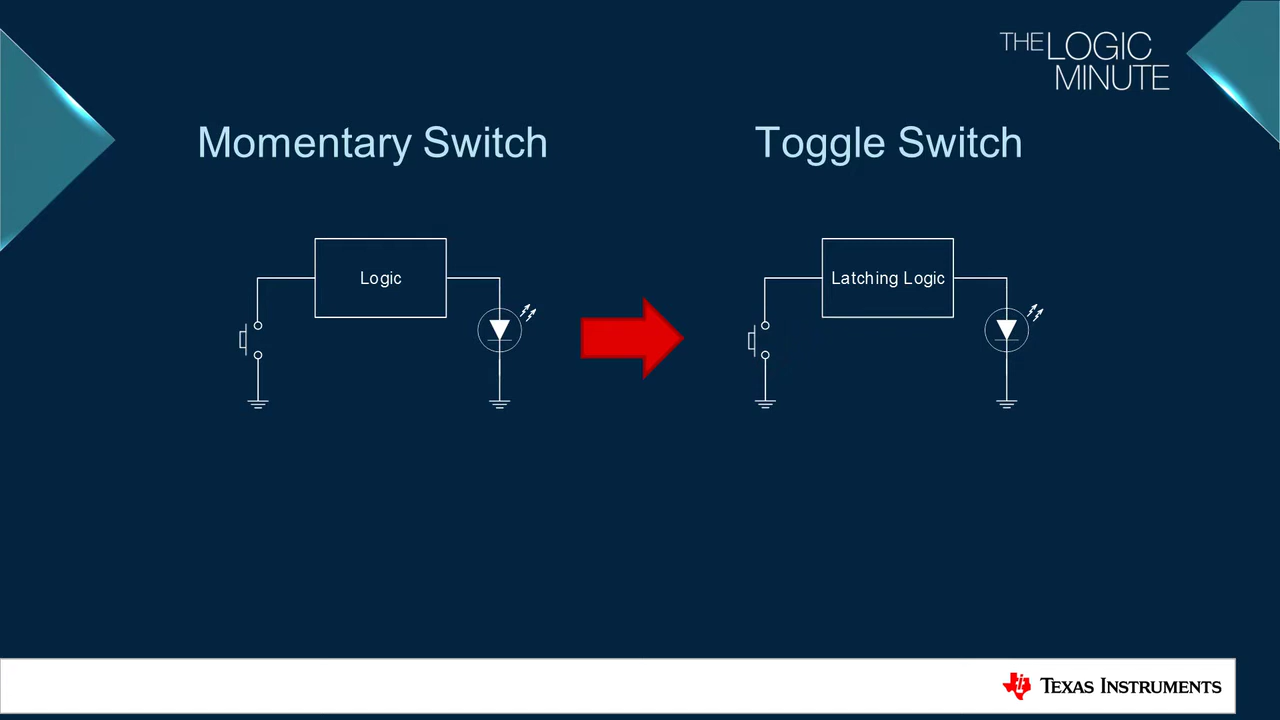 THE LOGIC
MINUTE
Momentary Switch
Toggle Switch
Logic
Latching Logic
TEXAS INSTRUMENTS